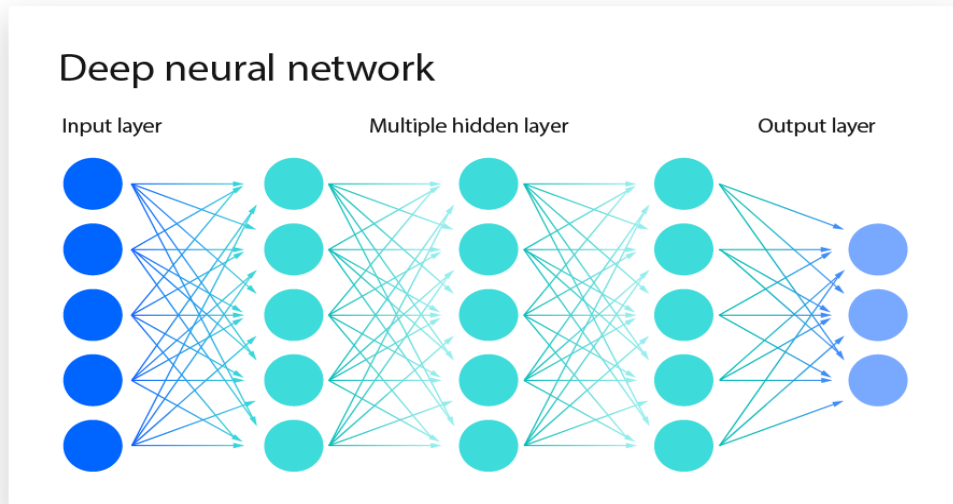 Deep neural network
Input layer
Multiple hidden layer
Output layer